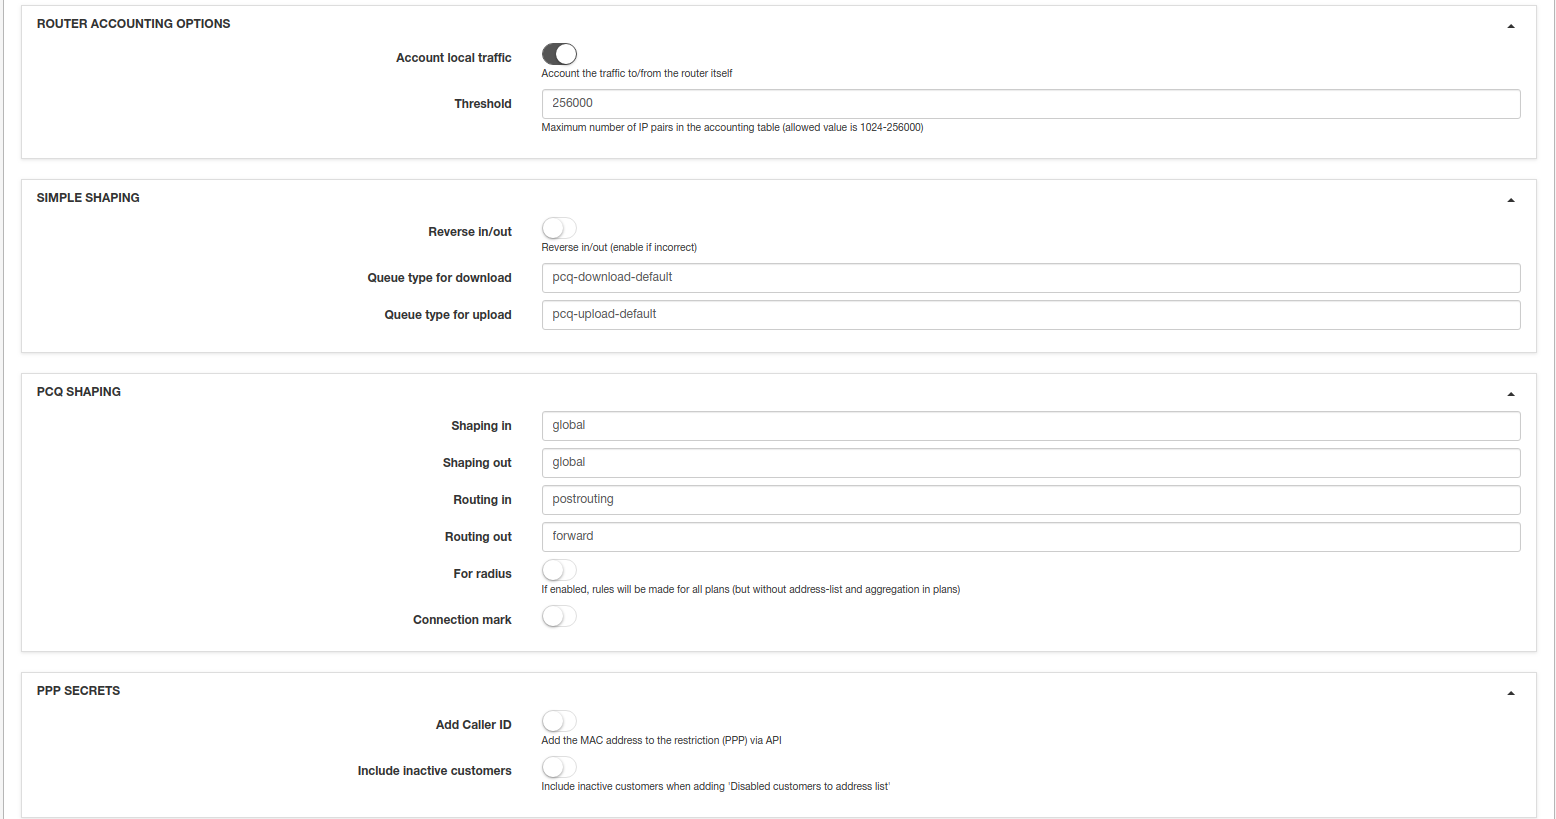 ROUTER ACCOUNTING OPTIONS
Account local traffic
Account the traffic to/from the router itself
Threshold
256000
Maximum number of IP pairs in the accounting table (allowed value is 1024-256000)
SIMPLE SHAPING
Reverse in/out
Reverse in/out (enable if incorrect)
Queue type for download
pcq-download-default
Queue type for upload
pcq-upload-default
PCQ SHAPING
Shaping in
global
Shaping out
global
Routing in
postrouting
Routing out
forward
For radius
If enabled, rules will be made for all plans (but without address-list and aggregation in plans)
Connection mark
PPP SECRETS
Add Caller ID
Add the MAC address to the restriction (PPP) via API
Include inactive customers
Include inactive customers when adding 'Disabled customers to address list'